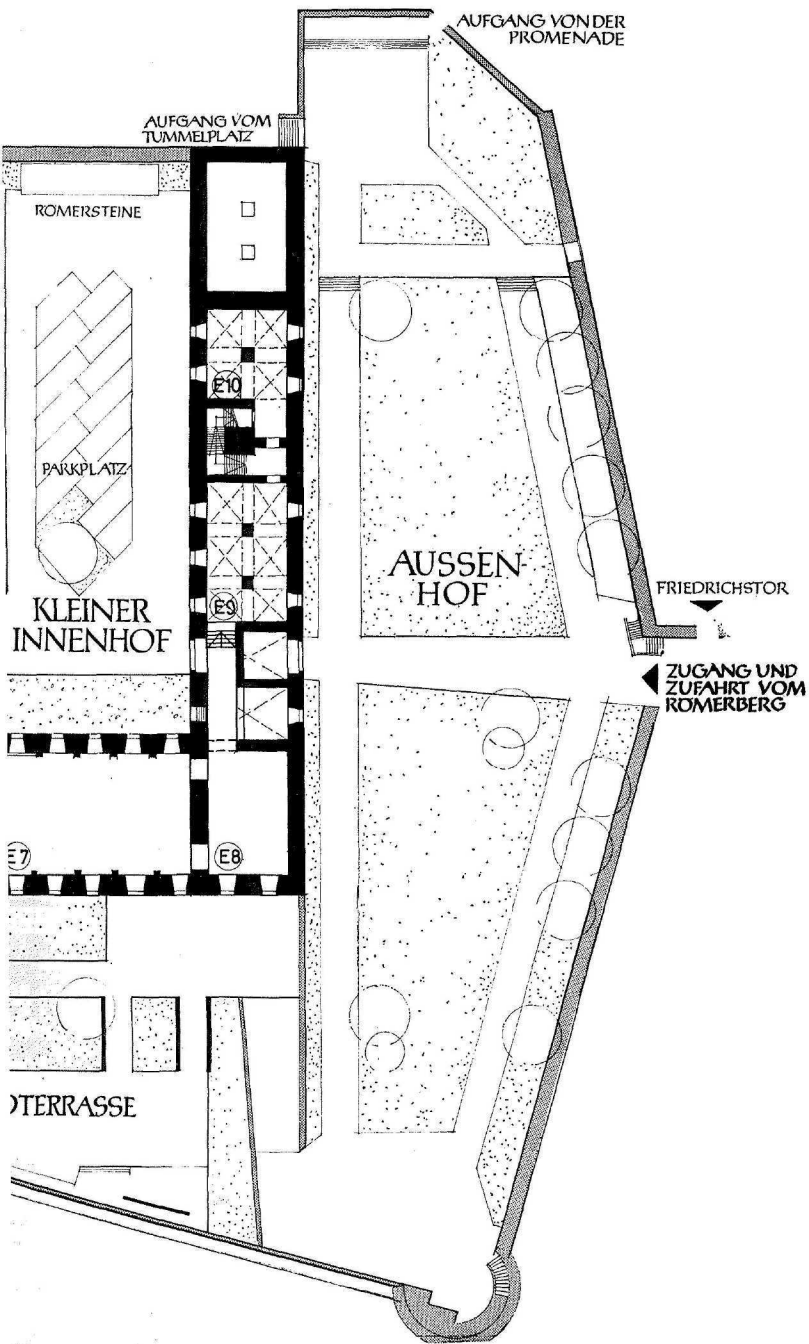 AUFGANG VON DER
PROMENADE
AUFGANG VOM
TUMMELPLATZ
RÖMERSTEINE
E10
PARKPLATZ
AUSSEN-
HOF
FRIEDRICHSTOR
KLEINER
INNENHOF
E9
ZUGANG UND
ZUFAHRT VOM
RÖMERBERG
E7
E8
TERRASSE